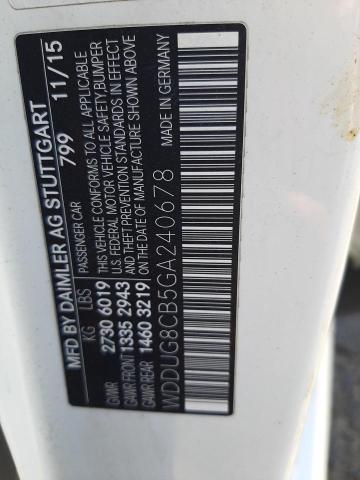 MFD BY DAIMLER AG STUTTGART
PASSENGER CAR 799 11/15
KG LBS THIS VEHICLE CONFORMS TO ALL APPLICABLE
GVWR 2730 6019 U.S. FEDERAL MOTOR VEHICLE SAFETY, BUMPER
GAWR FRONT 1335 2943 AND THEFT PREVENTION STANDARDS IN EFFECT
GAWR REAR 1460 3219 ON THE DATE OF MANUFACTURE SHOWN ABOVE
WDDUG8CB5GA240678 MADE IN GERMANY